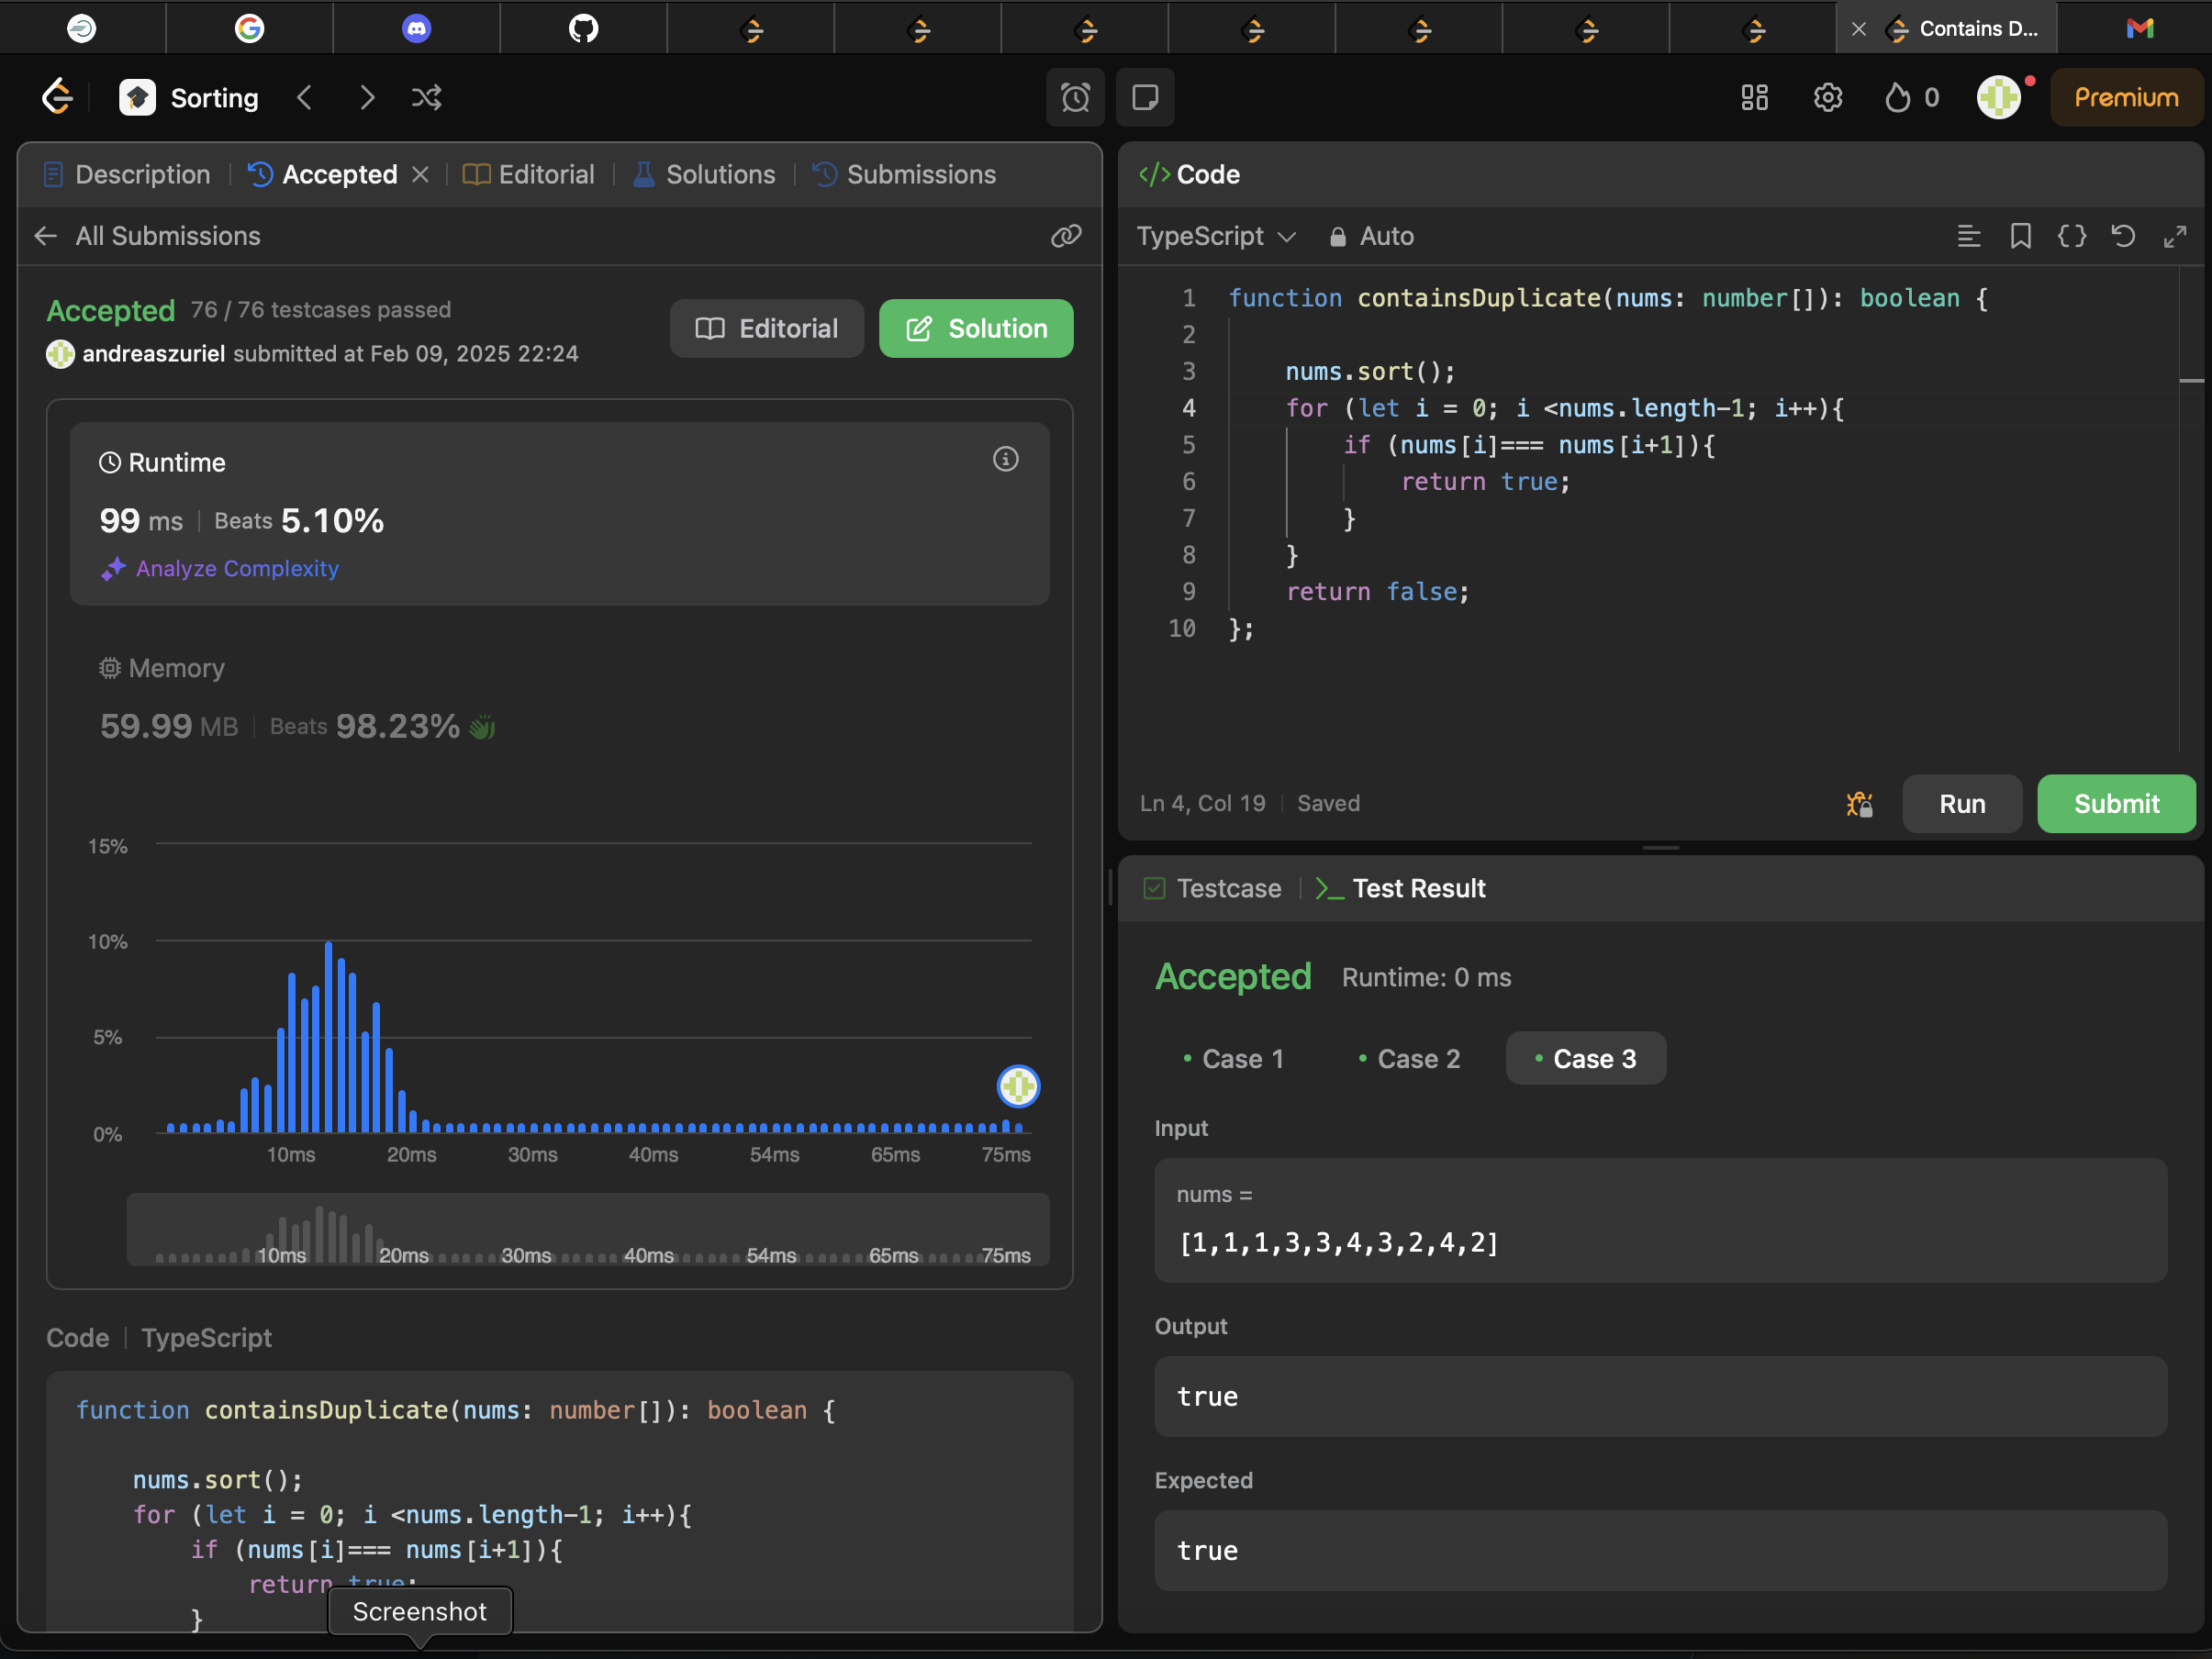 Contains D...
Sorting
0
Premium
Description
Accepted
Editorial
Solutions
Submissions
All Submissions
Accepted 76 / 76 testcases passed
andreaszuriel submitted at Feb 09, 2025 22:24
Editorial
Solution
Runtime
99 ms Beats 5.10%
Analyze Complexity
Memory
59.99 MB Beats 98.23%
15%
10%
5%
0%
10ms 20ms 30ms 40ms 54ms 65ms 75ms
10ms 20ms 30ms 40ms 54ms 65ms 75ms
Code TypeScript
function containsDuplicate(nums: number[]): boolean {
nums.sort();
for (let i = 0; i <nums.length-1; i++){
if (nums[i]=== nums[i+1]){
return true;
}
Screenshot
Code
TypeScript
Auto
1 function containsDuplicate(nums: number[]): boolean {
2
3 nums.sort();
4 for (let i = 0; i <nums.length-1; i++){
5 if (nums[i]=== nums[i+1]){
6 return true;
7 }
8 }
9 return false;
10 };
Ln 4, Col 19 Saved
Run
Submit
Testcase
>_ Test Result
Accepted Runtime: 0 ms
Case 1
Case 2
Case 3
Input
nums =
[1,1,1,3,3,4,3,2,4,2]
Output
true
Expected
true